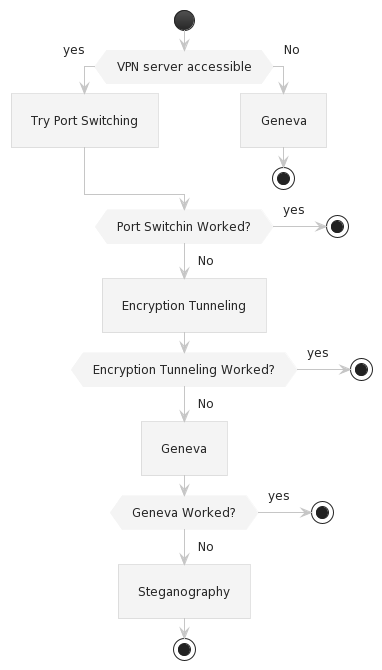 yes
No
VPN server accessible
Try Port Switching
Geneva
Port Switchin Worked?
yes
No
Encryption Tunneling
Encryption Tunneling Worked?
yes
No
Geneva
Geneva Worked?
yes
No
Steganography